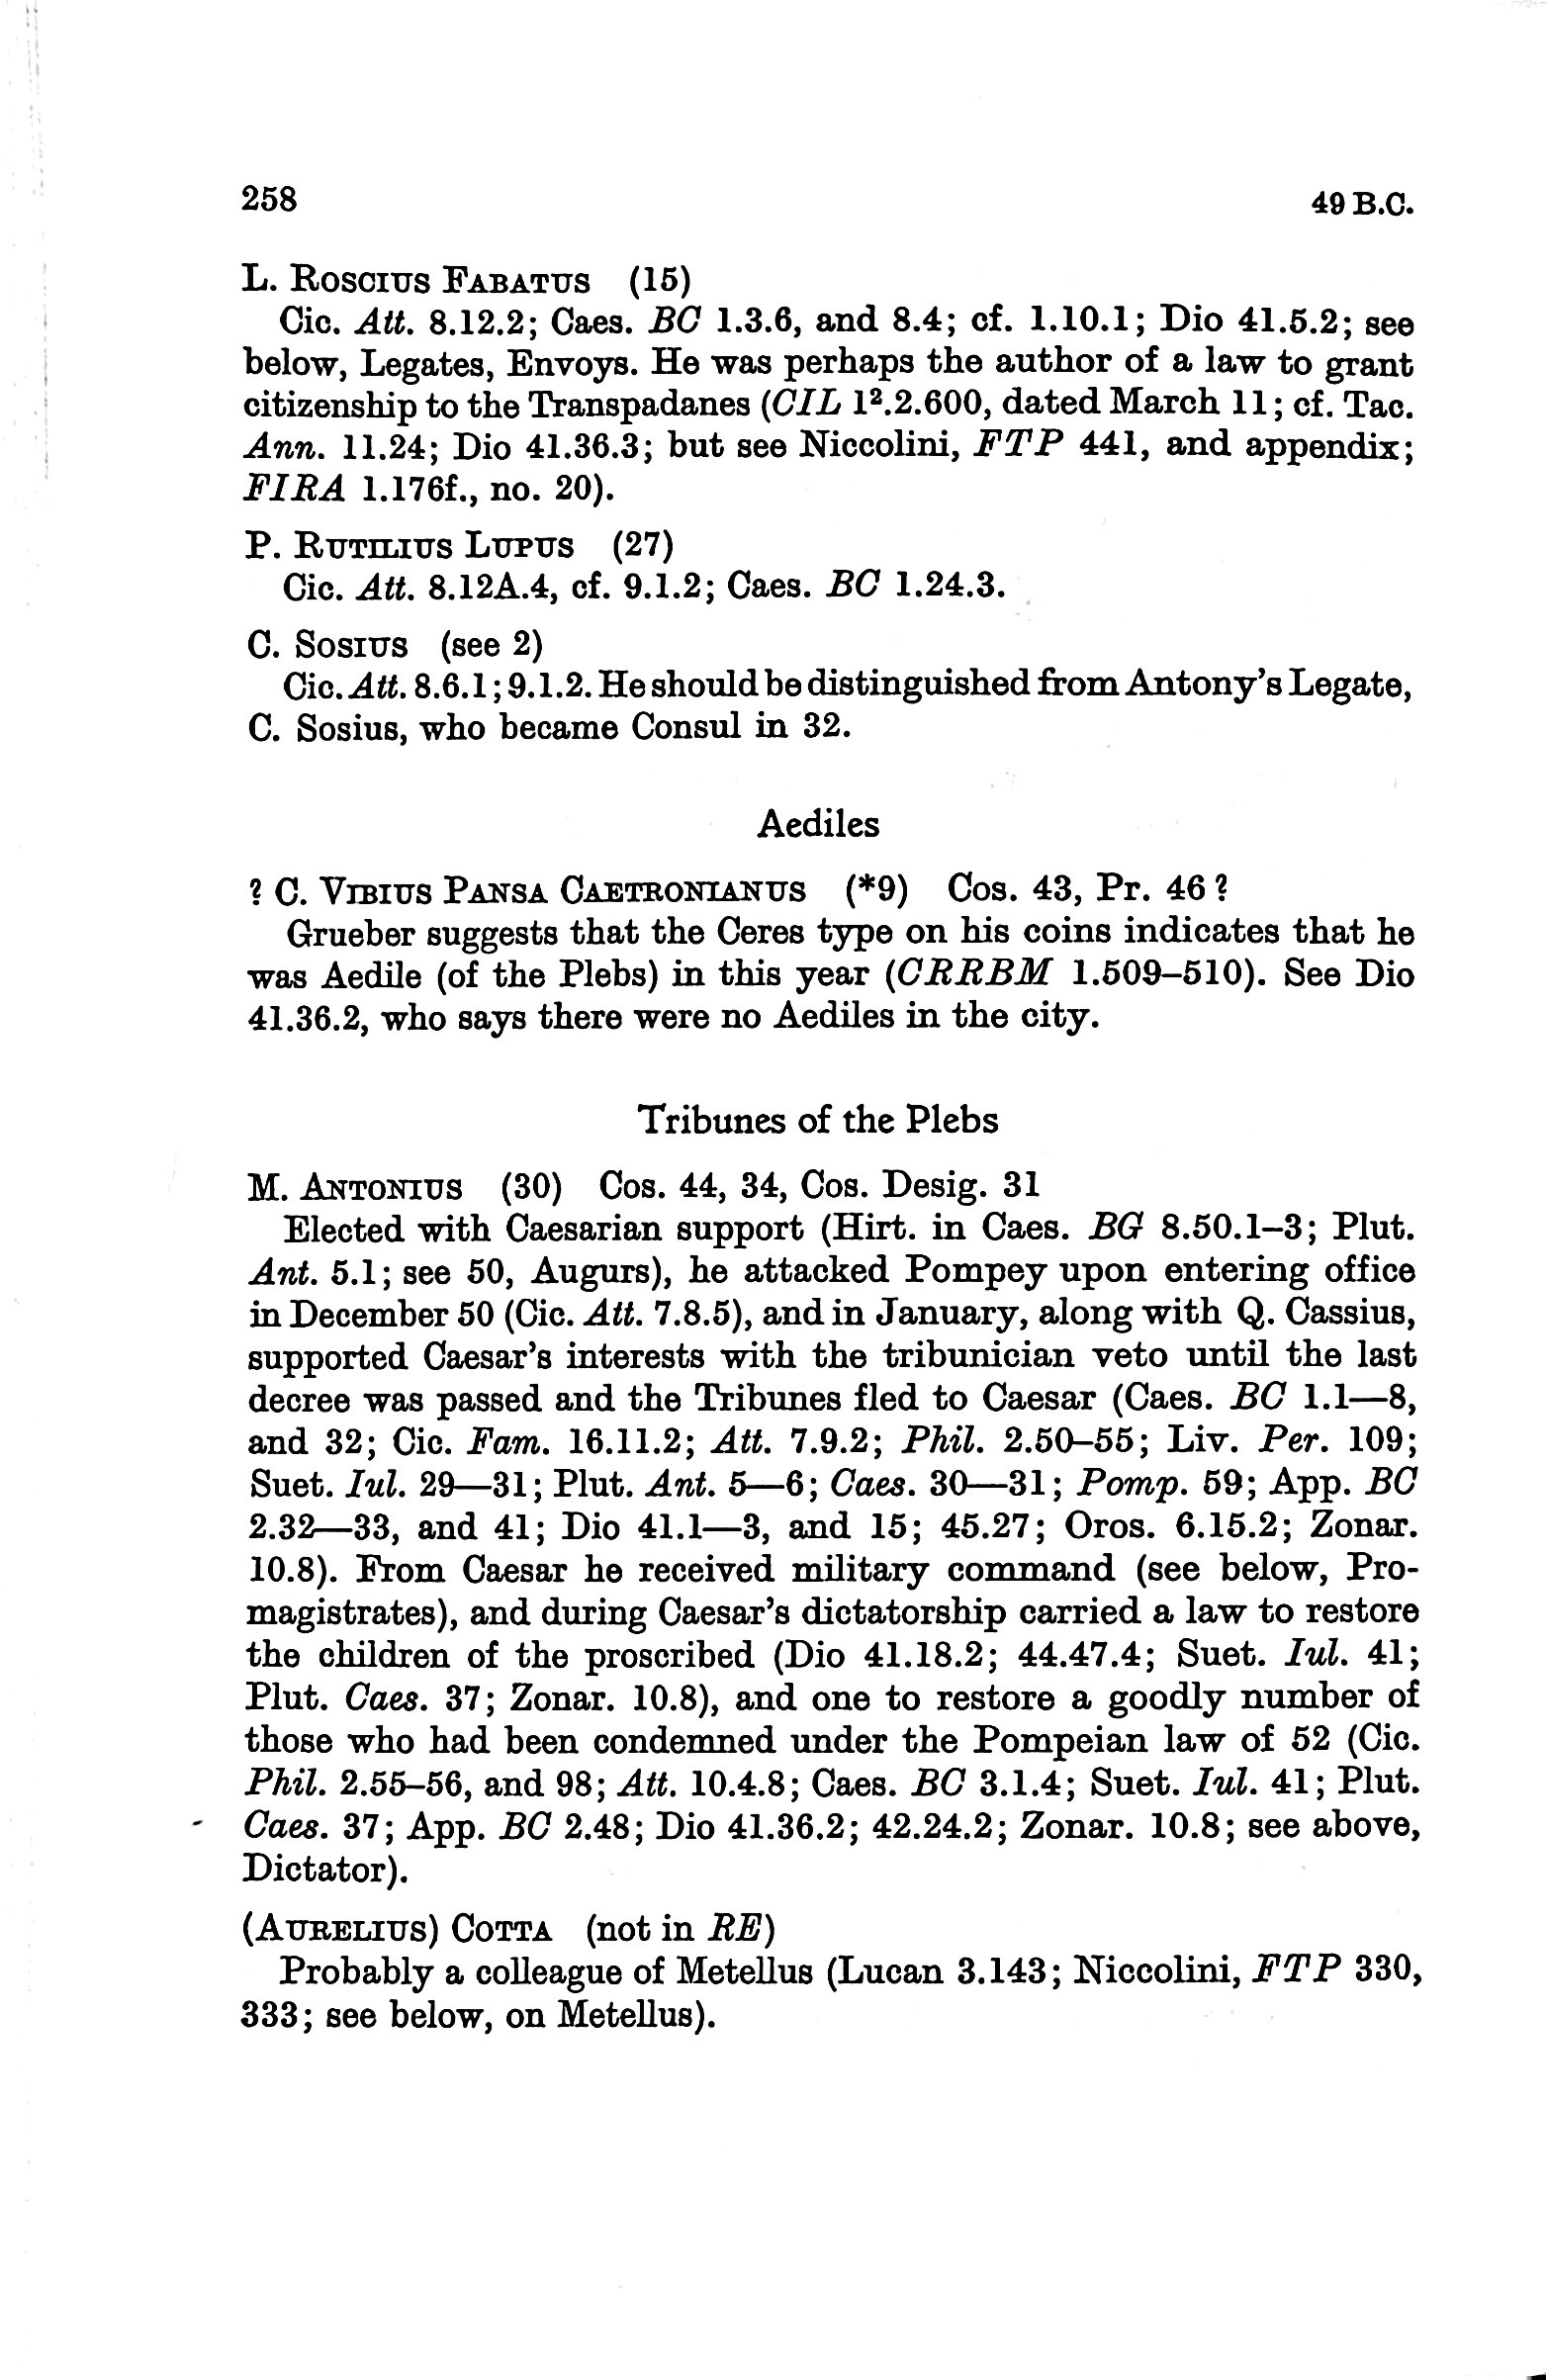 258
49 B.C.
L. Roscius Fabatus (15)
Cic. Att. 8.12.2; Caes. BC 1.3.6, and 8.4; cf. 1.10.1; Dio 41.5.2; see
below, Legates, Envoys. He was perhaps the author of a law to grant
citizenship to the Transpadanes (CIL 1².2.600, dated March 11; cf. Tac.
Ann. 11.24; Dio 41.36.3; but see Niccolini, FTP 441, and appendix;
FIRA 1.176f., no. 20).
P. Rutilius Lupus (27)
Cic. Att. 8.12A.4, cf. 9.1.2; Caes. BC 1.24.3.
C. Sosius (see 2)
Cic. Att. 8.6.1; 9.1.2. He should be distinguished from Antony's Legate,
C. Sosius, who became Consul in 32.
Aediles
? C. Vibius Pansa Caetronianus (*9) Cos. 43, Pr. 46 ?
Grueber suggests that the Ceres type on his coins indicates that he
was Aedile (of the Plebs) in this year (CRRBM 1.509–510). See Dio
41.36.2, who says there were no Aediles in the city.
Tribunes of the Plebs
M. Antonius (30) Cos. 44, 34, Cos. Desig. 31
Elected with Caesarian support (Hirt. in Caes. BG 8.50.1–3; Plut.
Ant. 5.1; see 50, Augurs), he attacked Pompey upon entering office
in December 50 (Cic. Att. 7.8.5), and in January, along with Q. Cassius,
supported Caesar's interests with the tribunician veto until the last
decree was passed and the Tribunes fled to Caesar (Caes. BC 1.1—8,
and 32; Cic. Fam. 16.11.2; Att. 7.9.2; Phil. 2.50–55; Liv. Per. 109;
Suet. Iul. 29—31; Plut. Ant. 5—6; Caes. 30—31; Pomp. 59; App. BC
2.32—33, and 41; Dio 41.1—3, and 15; 45.27; Oros. 6.15.2; Zonar.
10.8). From Caesar he received military command (see below, Pro-
magistrates), and during Caesar's dictatorship carried a law to restore
the children of the proscribed (Dio 41.18.2; 44.47.4; Suet. Iul. 41;
Plut. Caes. 37; Zonar. 10.8), and one to restore a goodly number of
those who had been condemned under the Pompeian law of 52 (Cic.
Phil. 2.55–56, and 98; Att. 10.4.8; Caes. BC 3.1.4; Suet. Iul. 41; Plut.
Caes. 37; App. BC 2.48; Dio 41.36.2; 42.24.2; Zonar. 10.8; see above,
Dictator).
(Aurelius) Cotta (not in RE)
Probably a colleague of Metellus (Lucan 3.143; Niccolini, FTP 330,
333; see below, on Metellus).